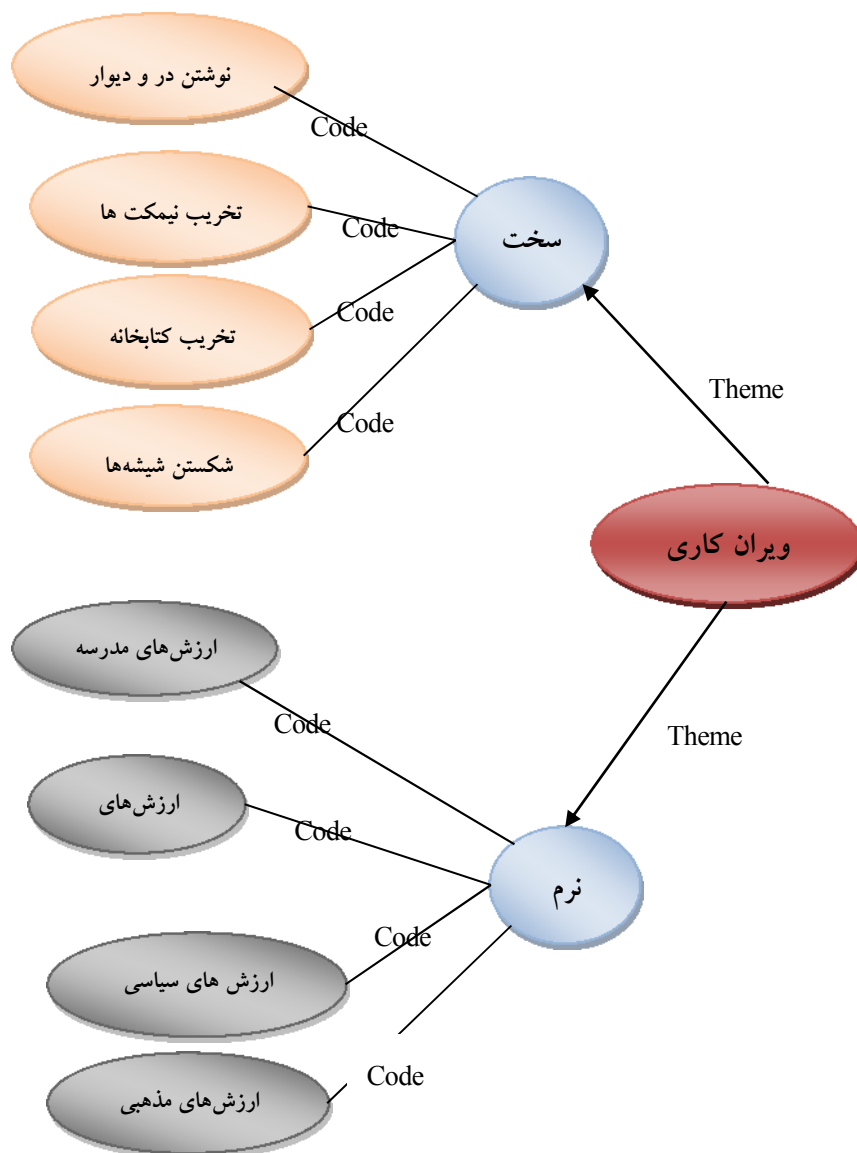 نوشتن در و دیوار
Code
تخریب نیمکت ها
Code
سخت
تخریب کتابخانه
Code
Theme
Code
شکستن شیشه‌ها
ویران کاری
ارزش‌های مدرسه
Code
Theme
ارزش‌های
Code
نرم
Code
ارزش های سیاسی
Code
ارزش‌های مذهبی